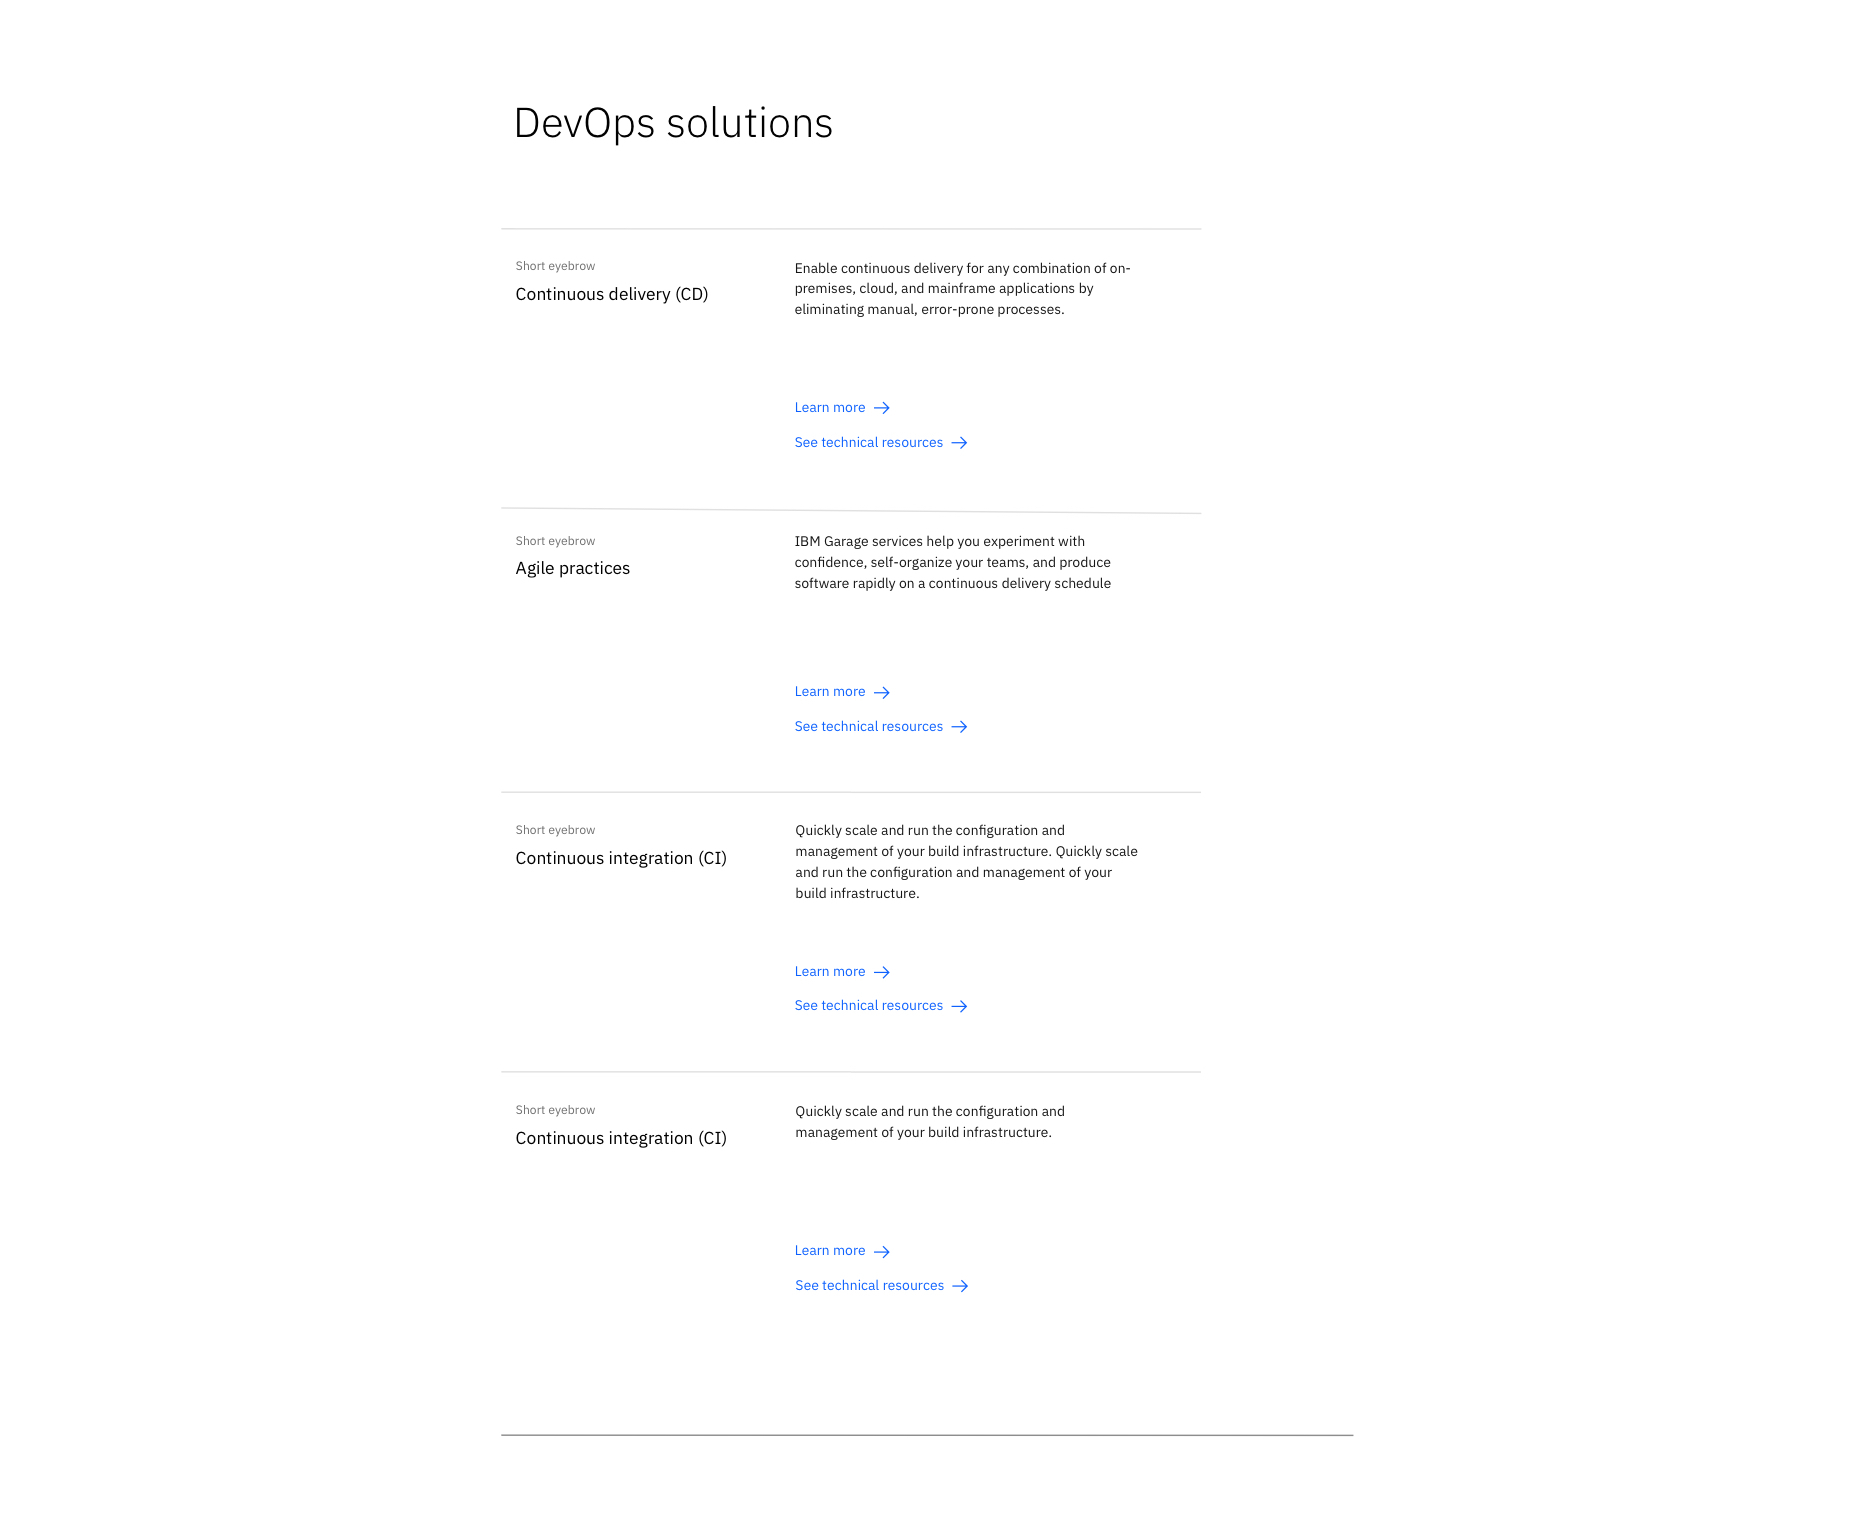 DevOps solutions
Short eyebrow
Continuous delivery (CD)
Enable continuous delivery for any combination of on-
premises, cloud, and mainframe applications by
eliminating manual, error-prone processes.
Learn more
See technical resources
Short eyebrow
Agile practices
IBM Garage services help you experiment with
confidence, self-organize your teams, and produce
software rapidly on a continuous delivery schedule
Learn more
See technical resources
Short eyebrow
Continuous integration (CI)
Quickly scale and run the configuration and
management of your build infrastructure. Quickly scale
and run the configuration and management of your
build infrastructure.
Learn more
See technical resources
Short eyebrow
Continuous integration (CI)
Quickly scale and run the configuration and
management of your build infrastructure.
Learn more
See technical resources